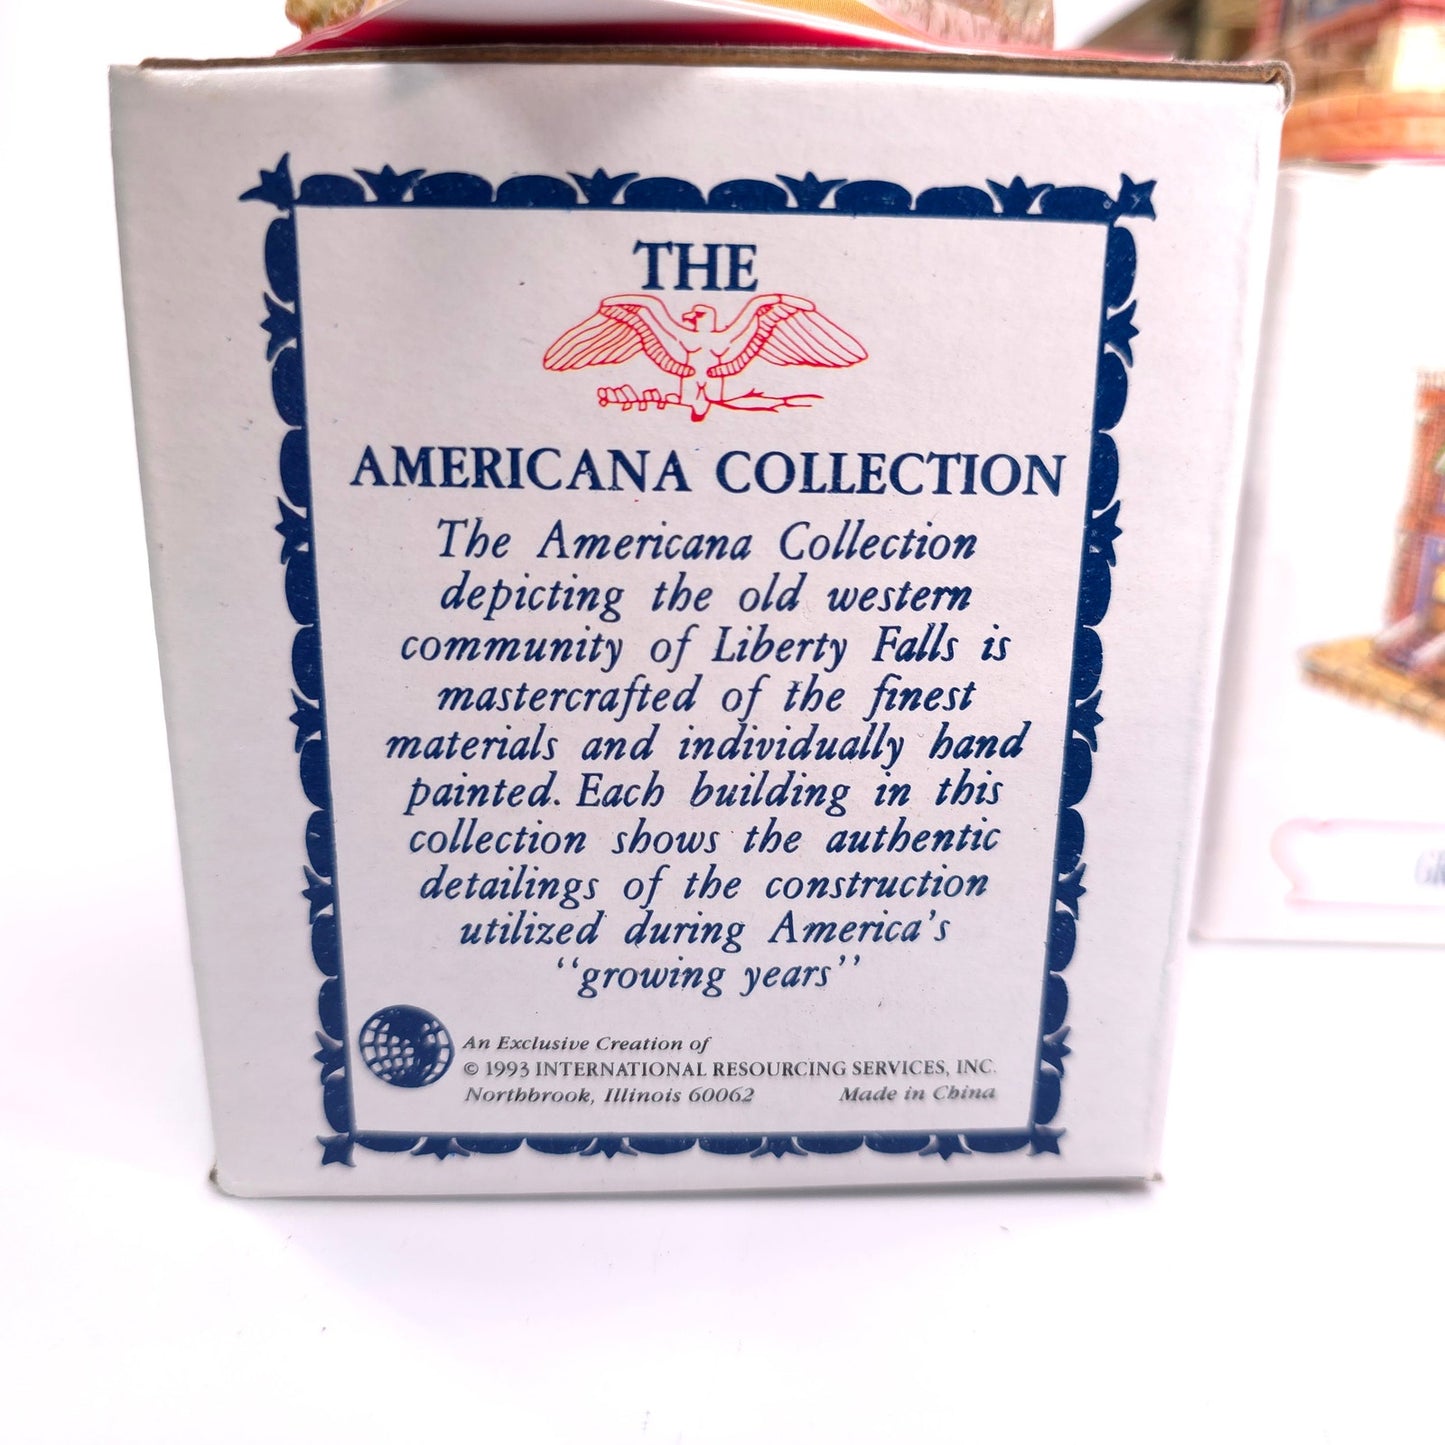 THE
AMERICANA COLLECTION
The Americana Collection
depicting the old western
community of Liberty Falls is
mastercrafted of the finest
materials and individually hand
painted. Each building in this
collection shows the authentic
detailings of the construction
utilized during America's
"growing years"
An Exclusive Creation of
© 1993 INTERNATIONAL RESOURCING SERVICES, INC.
Northbrook, Illinois 60062 Made in China